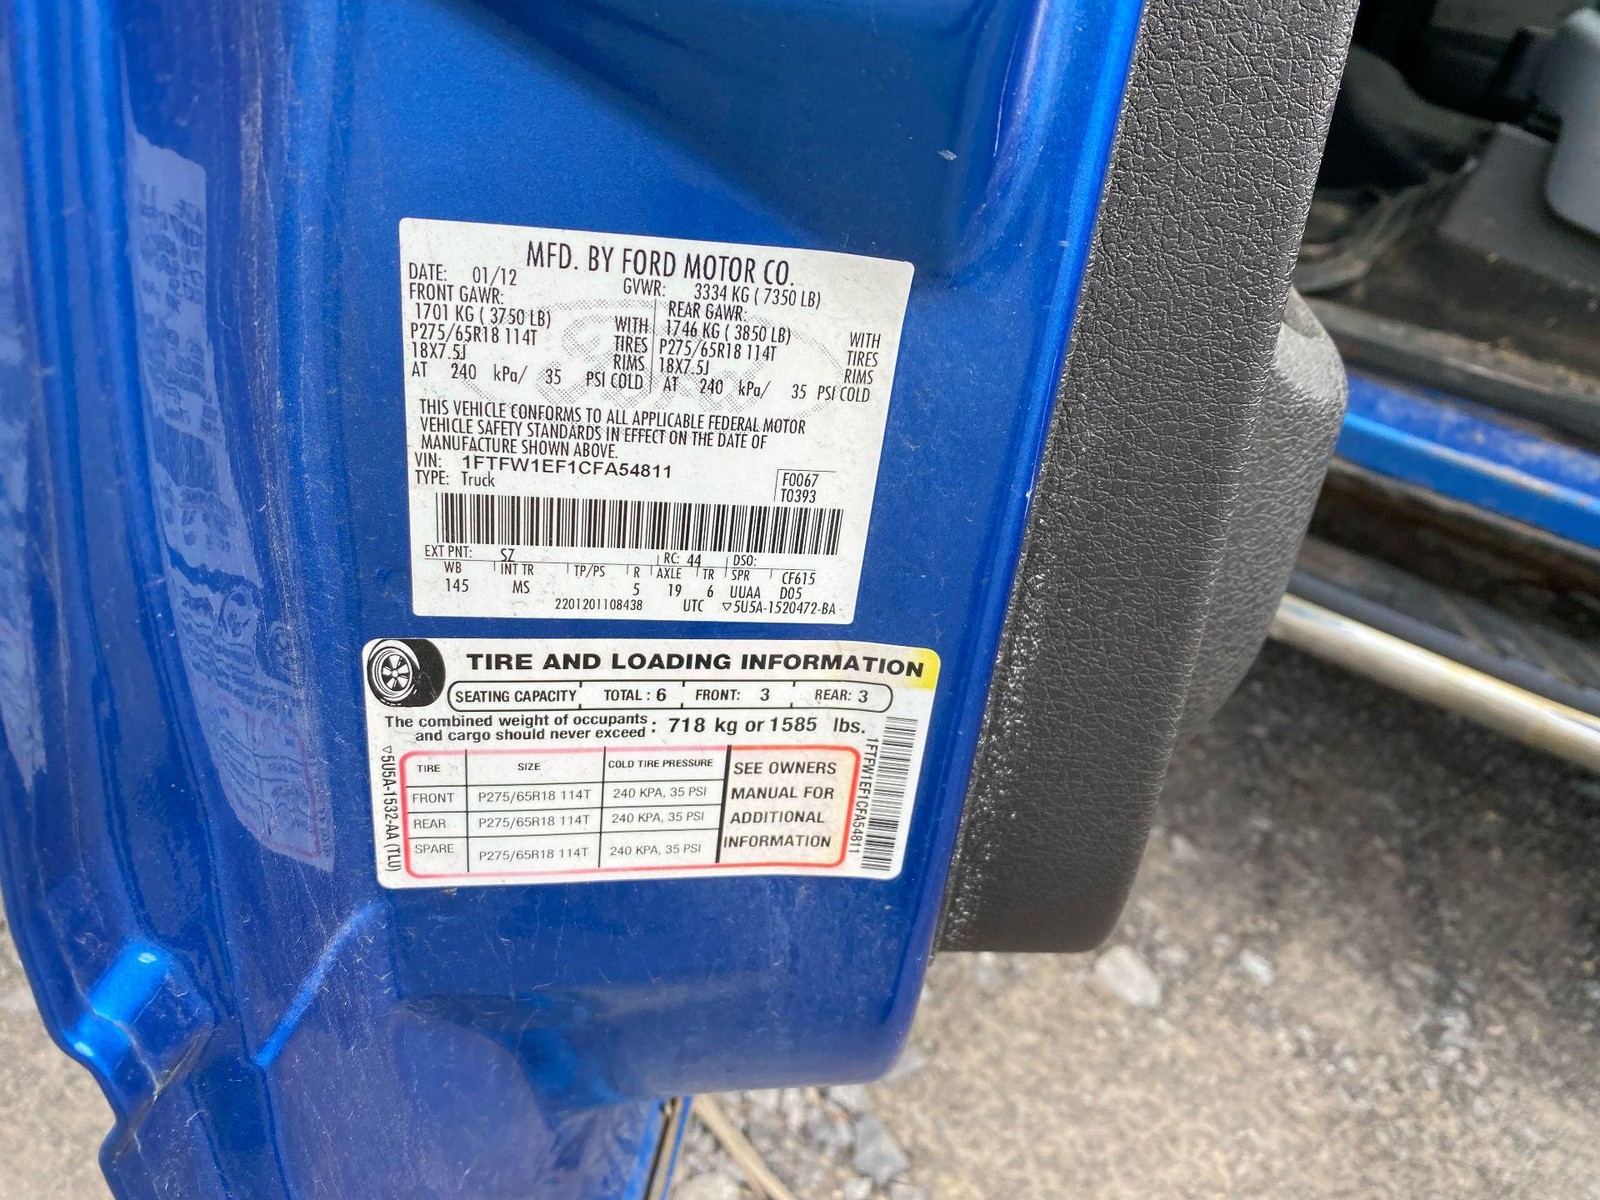 MFD. BY FORD MOTOR CO.
DATE: 01/12 GVWR: 3334 KG ( 7350 LB)
FRONT GAWR: REAR GAWR:
1701 KG ( 3750 LB) WITH 1746 KG ( 3850 LB) WITH
P275/65R18 114T TIRES P275/65R18 114T TIRES
18X7.5J RIMS 18X7.5J RIMS
AT 240 kPa/ 35 PSI COLD AT 240 kPa/ 35 PSI COLD
THIS VEHICLE CONFORMS TO ALL APPLICABLE FEDERAL MOTOR
VEHICLE SAFETY STANDARDS IN EFFECT ON THE DATE OF
MANUFACTURE SHOWN ABOVE.
VIN: 1FTFW1EF1CFA54811
TYPE: Truck F0067
T0393
EXT PNT: SZ RC: 44 DSO:
WB INT TR TP/PS R AXLE TR SPR CF615
145 MS 5 19 6 UUAA D05
2201201108438 UTC ▽5U5A-1520472-BA
TIRE AND LOADING INFORMATION
SEATING CAPACITY TOTAL : 6 FRONT: 3 REAR: 3
The combined weight of occupants
and cargo should never exceed : 718 kg or 1585 lbs.
TIRE SIZE COLD TIRE PRESSURE
FRONT P275/65R18 114T 240 KPA, 35 PSI
REAR P275/65R18 114T 240 KPA, 35 PSI
SPARE P275/65R18 114T 240 KPA, 35 PSI
SEE OWNERS
MANUAL FOR
ADDITIONAL
INFORMATION
▽5U5A-1532-AA (TLU)
1FTFW1EF1CFA54811